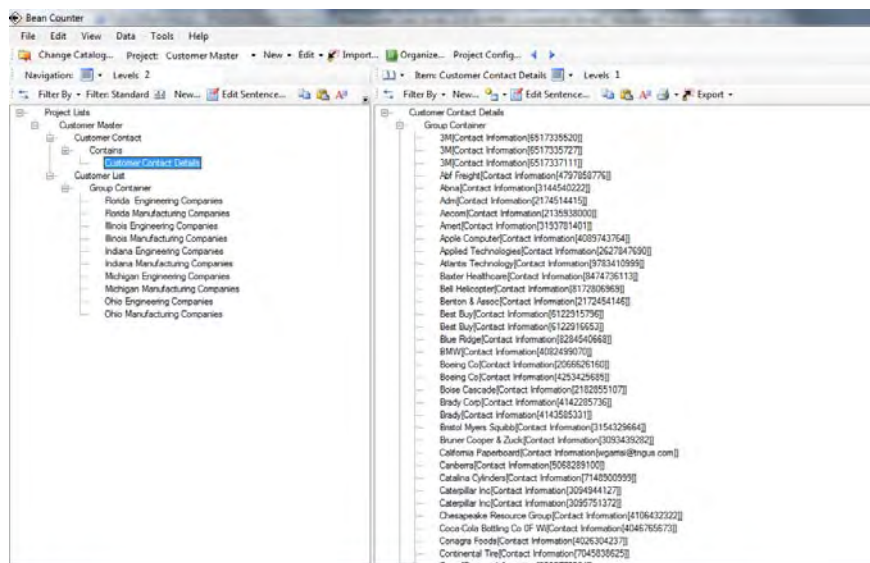 Bean Counter
File Edit View Data Tools Help
Change Catalog... Project: Customer Master New Edit Import... Organize... Project Config...
Navigation: Levels 2
Item: Customer Contact Details Levels 1
Filter By Filter: Standard New... Edit Sentence...
Filter By New... Edit Sentence... Export
Project Lists
Customer Master
Customer Contact
Contains
Customer Contact Details
Customer List
Group Container
Florida Engineering Companies
Florida Manufacturing Companies
Illinois Engineering Companies
Illinois Manufacturing Companies
Indiana Engineering Companies
Indiana Manufacturing Companies
Michigan Engineering Companies
Michigan Manufacturing Companies
Ohio Engineering Companies
Ohio Manufacturing Companies
Customer Contact Details
Group Container
3M[Contact Information[6517335520]]
3M[Contact Information[6517335727]]
3M[Contact Information[6517337111]]
Abf Freight[Contact Information[4797858776]]
Abna[Contact Information[3144540222]]
Adm[Contact Information[2174514415]]
Aecom[Contact Information[2135938000]]
Amert[Contact Information[3193781401]]
Apple Computer[Contact Information[4089743764]]
Applied Technologies[Contact Information[2627847690]]
Atlantis Technology[Contact Information[9783410999]]
Baxter Healthcare[Contact Information[8474736113]]
Bell Helicopter[Contact Information[8172806969]]
Benton & Assoc[Contact Information[2172454146]]
Best Buy[Contact Information[6122915796]]
Best Buy[Contact Information[6122916653]]
Blue Ridge[Contact Information[8284540668]]
BMW[Contact Information[4082499070]]
Boeing Co[Contact Information[2066626160]]
Boeing Co[Contact Information[4253425685]]
Boise Cascade[Contact Information[2182855107]]
Brady Corp[Contact Information[4142285736]]
Brady[Contact Information[4143585331]]
Bristol Myers Squibb[Contact Information[3154329664]]
Bruner Cooper & Zuck[Contact Information[3093439282]]
California Paperboard[Contact Information[wgamsi@tngus.com]]
Canberra[Contact Information[5068289100]]
Catalina Cylinders[Contact Information[7148900999]]
Caterpillar Inc[Contact Information[3094944127]]
Caterpillar Inc[Contact Information[3095751372]]
Chesapeake Resource Group[Contact Information[4106432322]]
Coca-Cola Bottling Co 0F WI[Contact Information[4046765673]]
Conagra Foods[Contact Information[4026304237]]
Continental Tire[Contact Information[7045838625]]